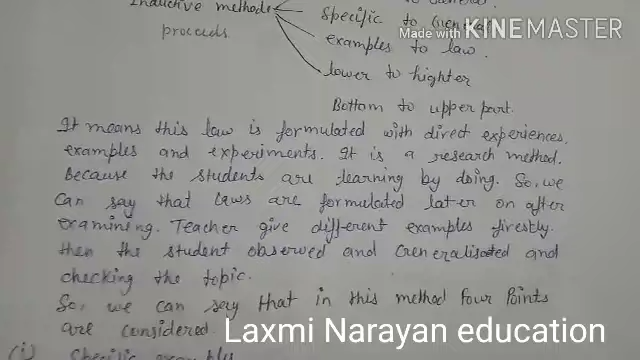 Inductive method
proceeds
Specific to General
examples to law.
lower to highter
Bottom to upper part.
Made with KINEMASTER
It means this law is formulated with direct experiences.
examples and experiments. It is a research method.
Because the students are learning by doing. So, we
can say that laws are formulated later on after
examining. Teacher give different examples firestly.
then the student observed and Generalisated and
checking the topic.
So, we can say that in this method four points
are considered.
Laxmi Narayan education
(i) Specific examples